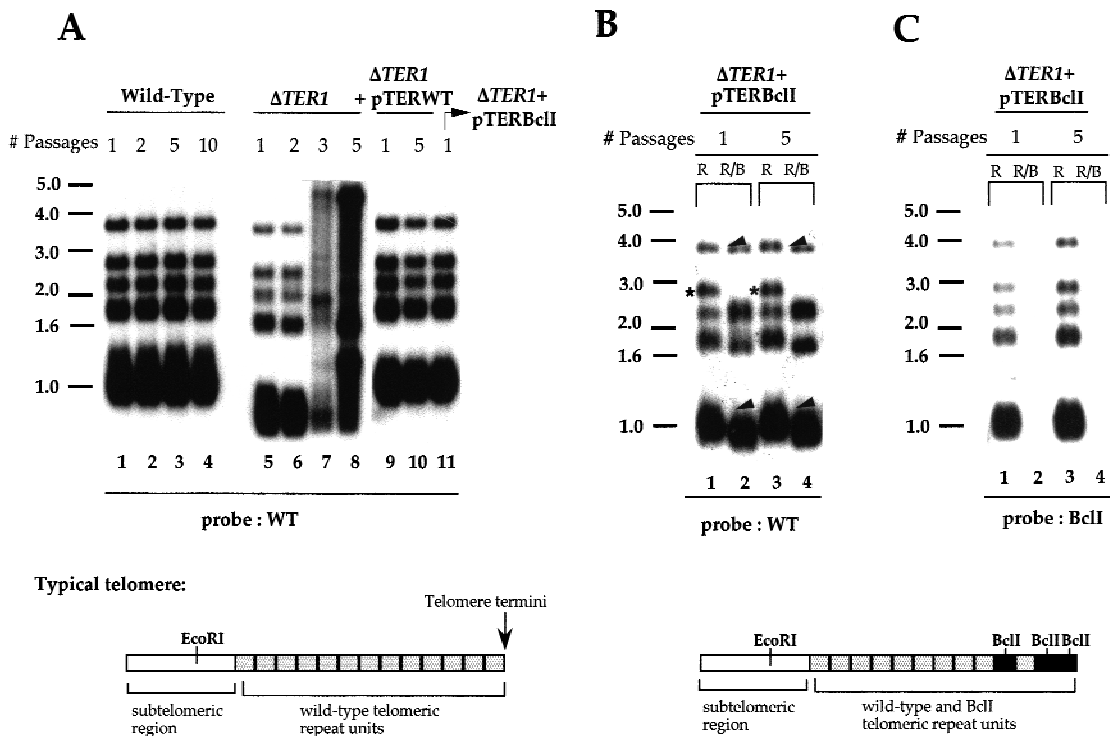 A
Wild-Type
ΔTER1
ΔTER1
+ pTERWT
ΔTER1+
pTERBclI
# Passages
1 2 5 10 1 2 3 5 1 5 1
5.0
4.0
3.0
2.0
1.6
1.0
1 2 3 4 5 6 7 8 9 10 11
probe : WT
B
ΔTER1+
pTERBclI
# Passages 1 5
R R/B R R/B
5.0
4.0
3.0
*
*
2.0
1.6
1.0
1 2 3 4
probe : WT
C
ΔTER1+
pTERBclI
# Passages 1 5
R R/B R R/B
5.0
4.0
3.0
2.0
1.6
1.0
1 2 3 4
probe : BclI
Typical telomere:
Telomere termini
EcoRI
subtelomeric
region
wild-type telomeric
repeat units
EcoRI
BclI BclI BclI
subtelomeric
region
wild-type and BclI
telomeric repeat units